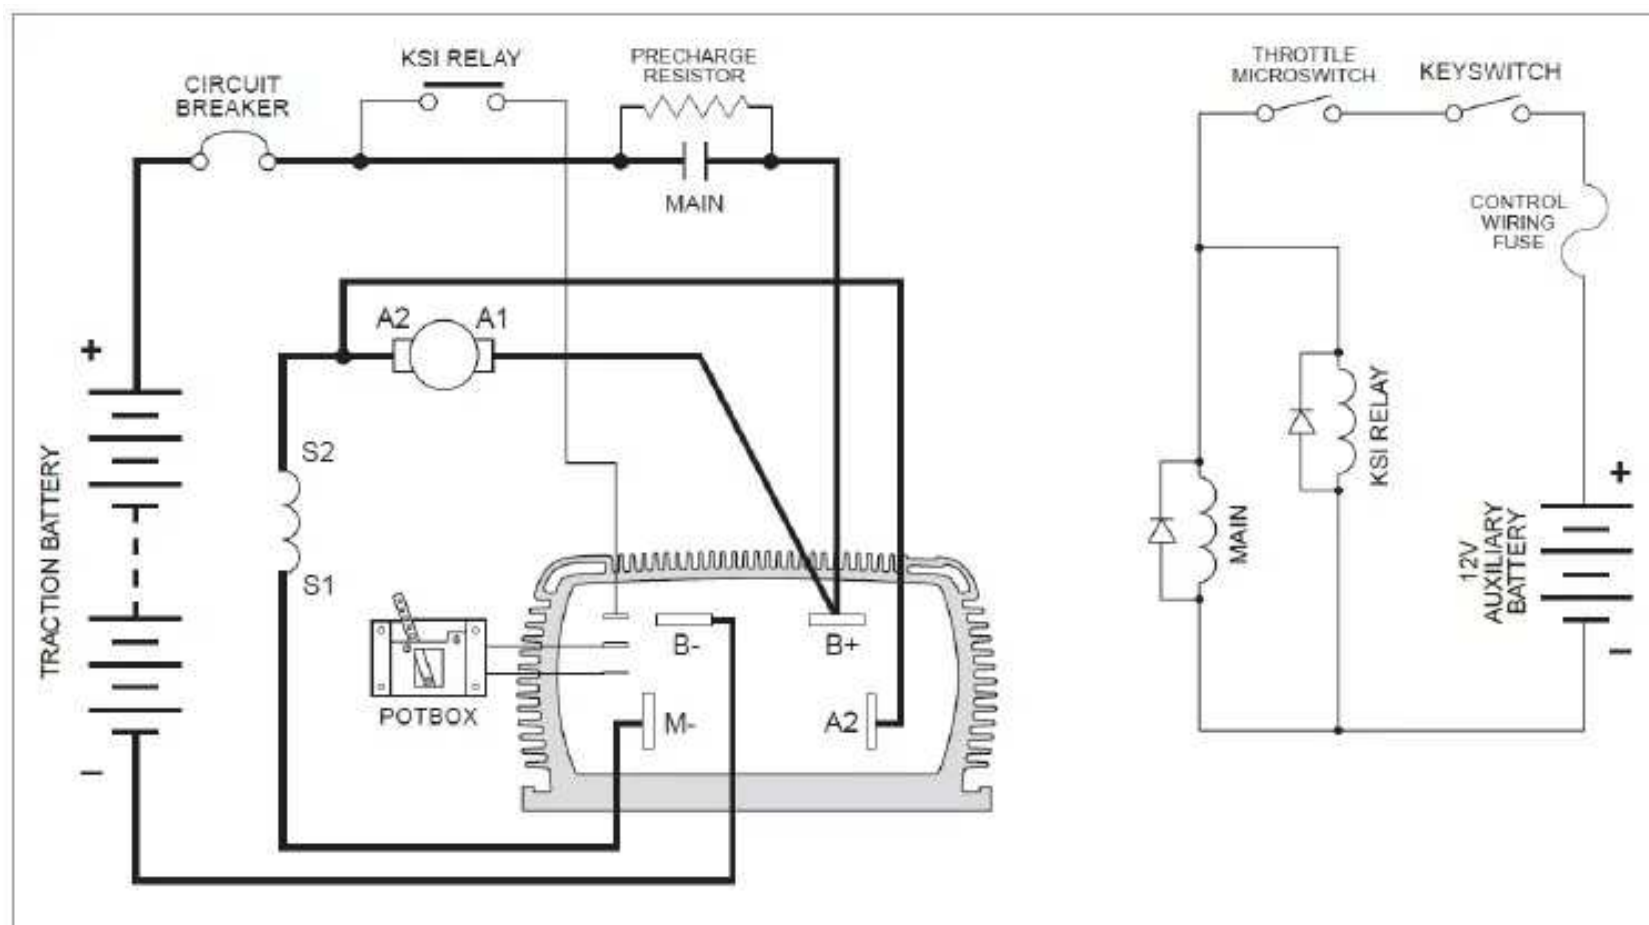 CIRCUIT
BREAKER
KSI RELAY
PRECHARGE
RESISTOR
MAIN
THROTTLE
MICROSWITCH
KEYSWITCH
CONTROL
WIRING
FUSE
A2
A1
+
TRACTION BATTERY
–
S2
S1
POTBOX
B-
B+
M-
A2
KSI RELAY
MAIN
+
12V
AUXILIARY
BATTERY
–